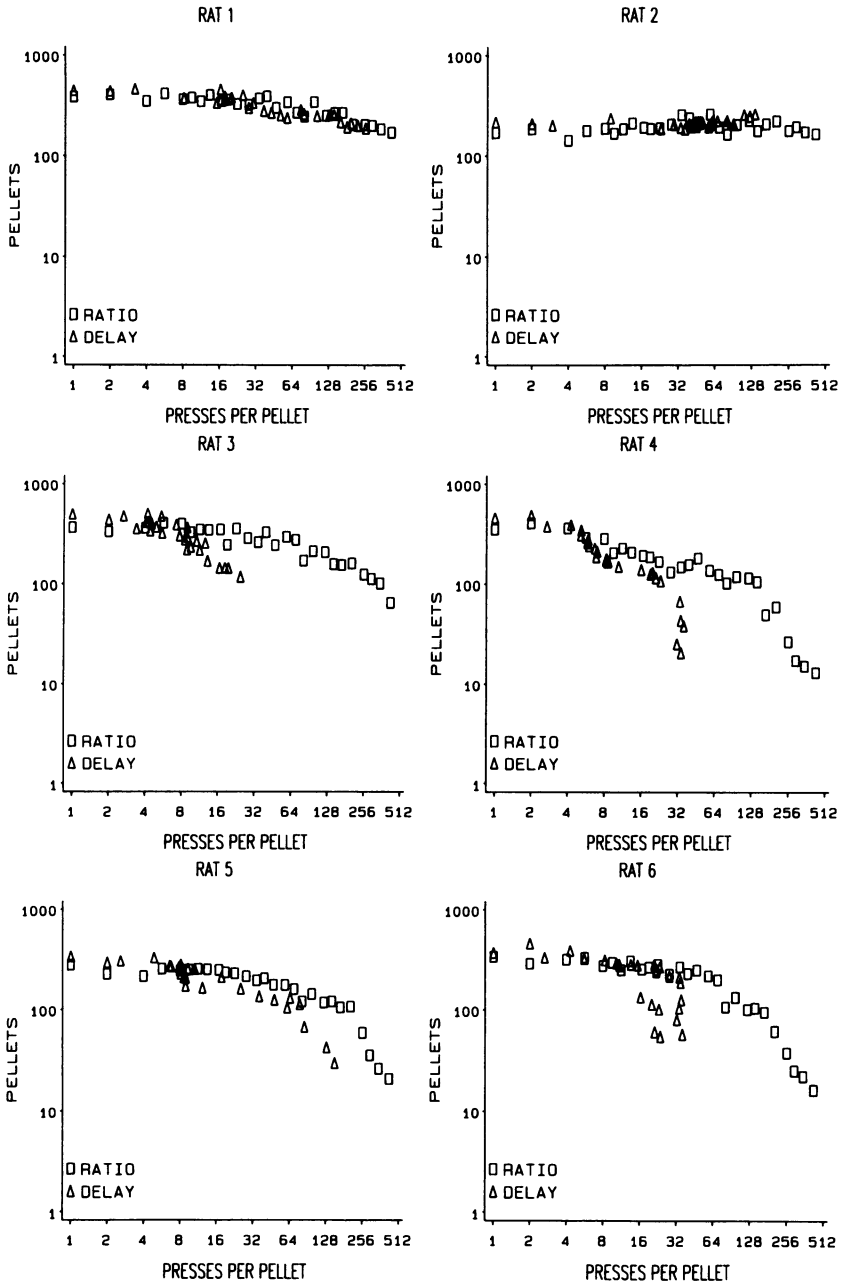 RAT 1
1000
100
10
1
PELLETS
□ RATIO
△ DELAY
1 2 4 8 16 32 64 128 256 512
PRESSES PER PELLET
RAT 2
1000
100
10
1
PELLETS
□ RATIO
△ DELAY
1 2 4 8 16 32 64 128 256 512
PRESSES PER PELLET
RAT 3
1000
100
10
1
PELLETS
□ RATIO
△ DELAY
1 2 4 8 16 32 64 128 256 512
PRESSES PER PELLET
RAT 4
1000
100
10
1
PELLETS
□ RATIO
△ DELAY
1 2 4 8 16 32 64 128 256 512
PRESSES PER PELLET
RAT 5
1000
100
10
1
PELLETS
□ RATIO
△ DELAY
1 2 4 8 16 32 64 128 256 512
PRESSES PER PELLET
RAT 6
1000
100
10
1
PELLETS
□ RATIO
△ DELAY
1 2 4 8 16 32 64 128 256 512
PRESSES PER PELLET